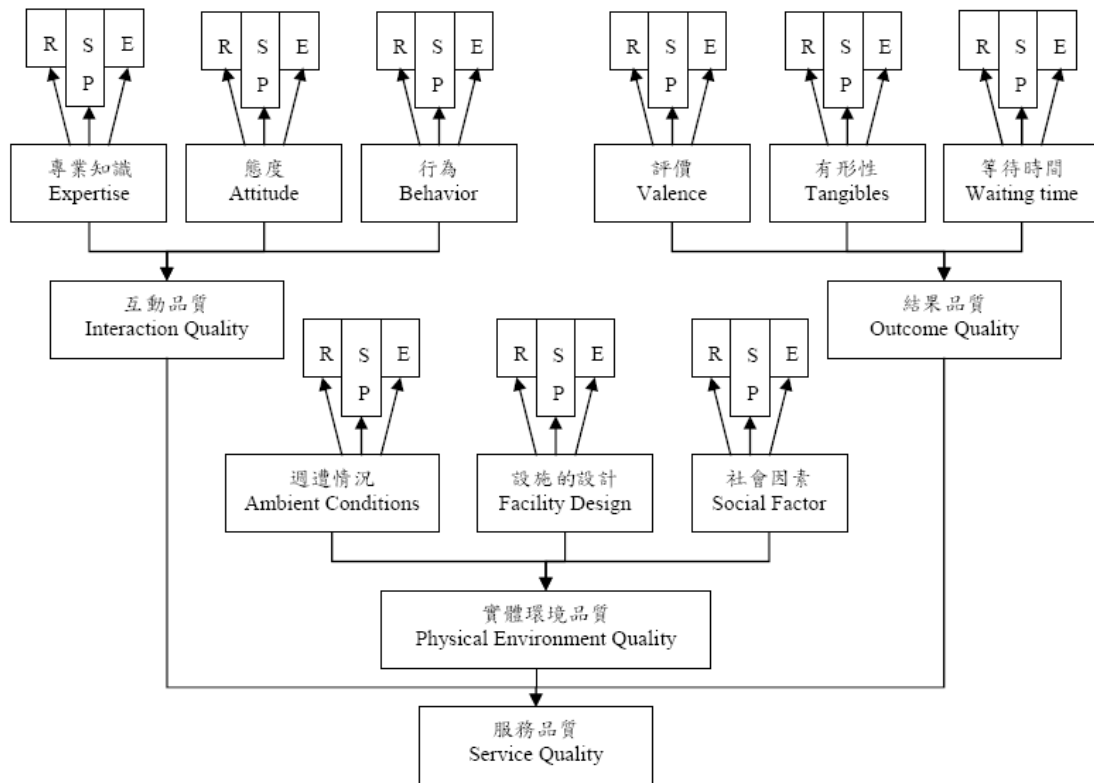 R S P E
R S P E
R S P E
R S P E
R S P E
R S P E
專業知識
Expertise
態度
Attitude
行為
Behavior
評價
Valence
有形性
Tangibles
等待時間
Waiting time
互動品質
Interaction Quality
結果品質
Outcome Quality
R S P E
R S P E
R S P E
週遭情況
Ambient Conditions
設施的設計
Facility Design
社會因素
Social Factor
實體環境品質
Physical Environment Quality
服務品質
Service Quality